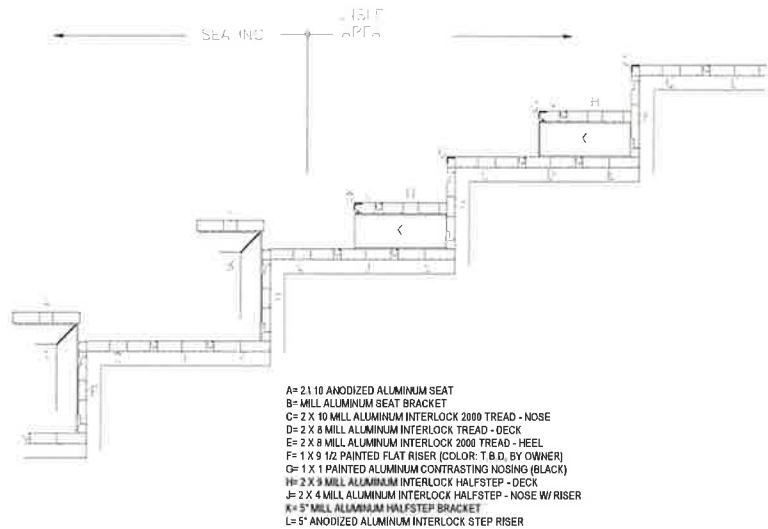 AISLE
SEATING AREA
H
K
H
K
A= 2 X 10 ANODIZED ALUMINUM SEAT
B= MILL ALUMINUM SEAT BRACKET
C= 2 X 10 MILL ALUMINUM INTERLOCK 2000 TREAD - NOSE
D= 2 X 8 MILL ALUMINUM INTERLOCK TREAD - DECK
E= 2 X 8 MILL ALUMINUM INTERLOCK 2000 TREAD - HEEL
F= 1 X 9 1/2 PAINTED FLAT RISER (COLOR: T.B.D. BY OWNER)
G= 1 X 1 PAINTED ALUMINUM CONTRASTING NOSING (BLACK)
H= 2 X 9 MILL ALUMINUM INTERLOCK HALFSTEP - DECK
J= 2 X 4 MILL ALUMINUM INTERLOCK HALFSTEP - NOSE W/ RISER
K= 5" MILL ALUMINUM HALFSTEP BRACKET
L= 5" ANODIZED ALUMINUM INTERLOCK STEP RISER